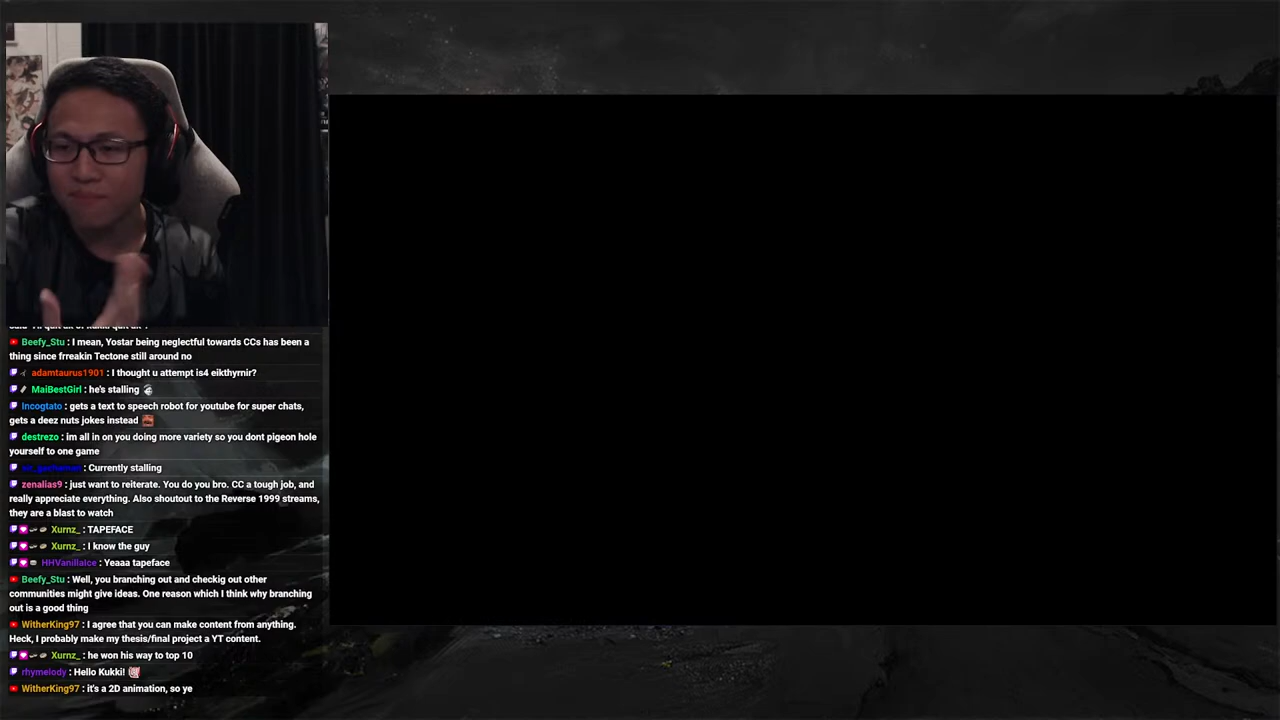 Beefy_Stu : I mean, Yostar being neglectful towards CCs has been a
thing since frreakin Tectone still around no
adamtaurus1901 : I thought u attempt is4 eikthyrnir?
MaiBestGirl : he's stalling
Incogtato : gets a text to speech robot for youtube for super chats,
gets a deez nuts jokes instead
destrezo : im all in on you doing more variety so you dont pigeon hole
yourself to one game
: Currently stalling
zenalias9 : just want to reiterate. You do you bro. CC a tough job, and
really appreciate everything. Also shoutout to the Reverse 1999 streams,
they are a blast to watch
Xurnz_ : TAPEFACE
Xurnz_ : I know the guy
HHVanillaIce : Yeaaa tapeface
Beefy_Stu : Well, you branching out and checkig out other
communities might give ideas. One reason which I think why branching
out is a good thing
WitherKing97 : I agree that you can make content from anything.
Heck, I probably make my thesis/final project a YT content.
Xurnz_ : he won his way to top 10
rhymelody : Hello Kukki!
WitherKing97 : it's a 2D animation, so ye